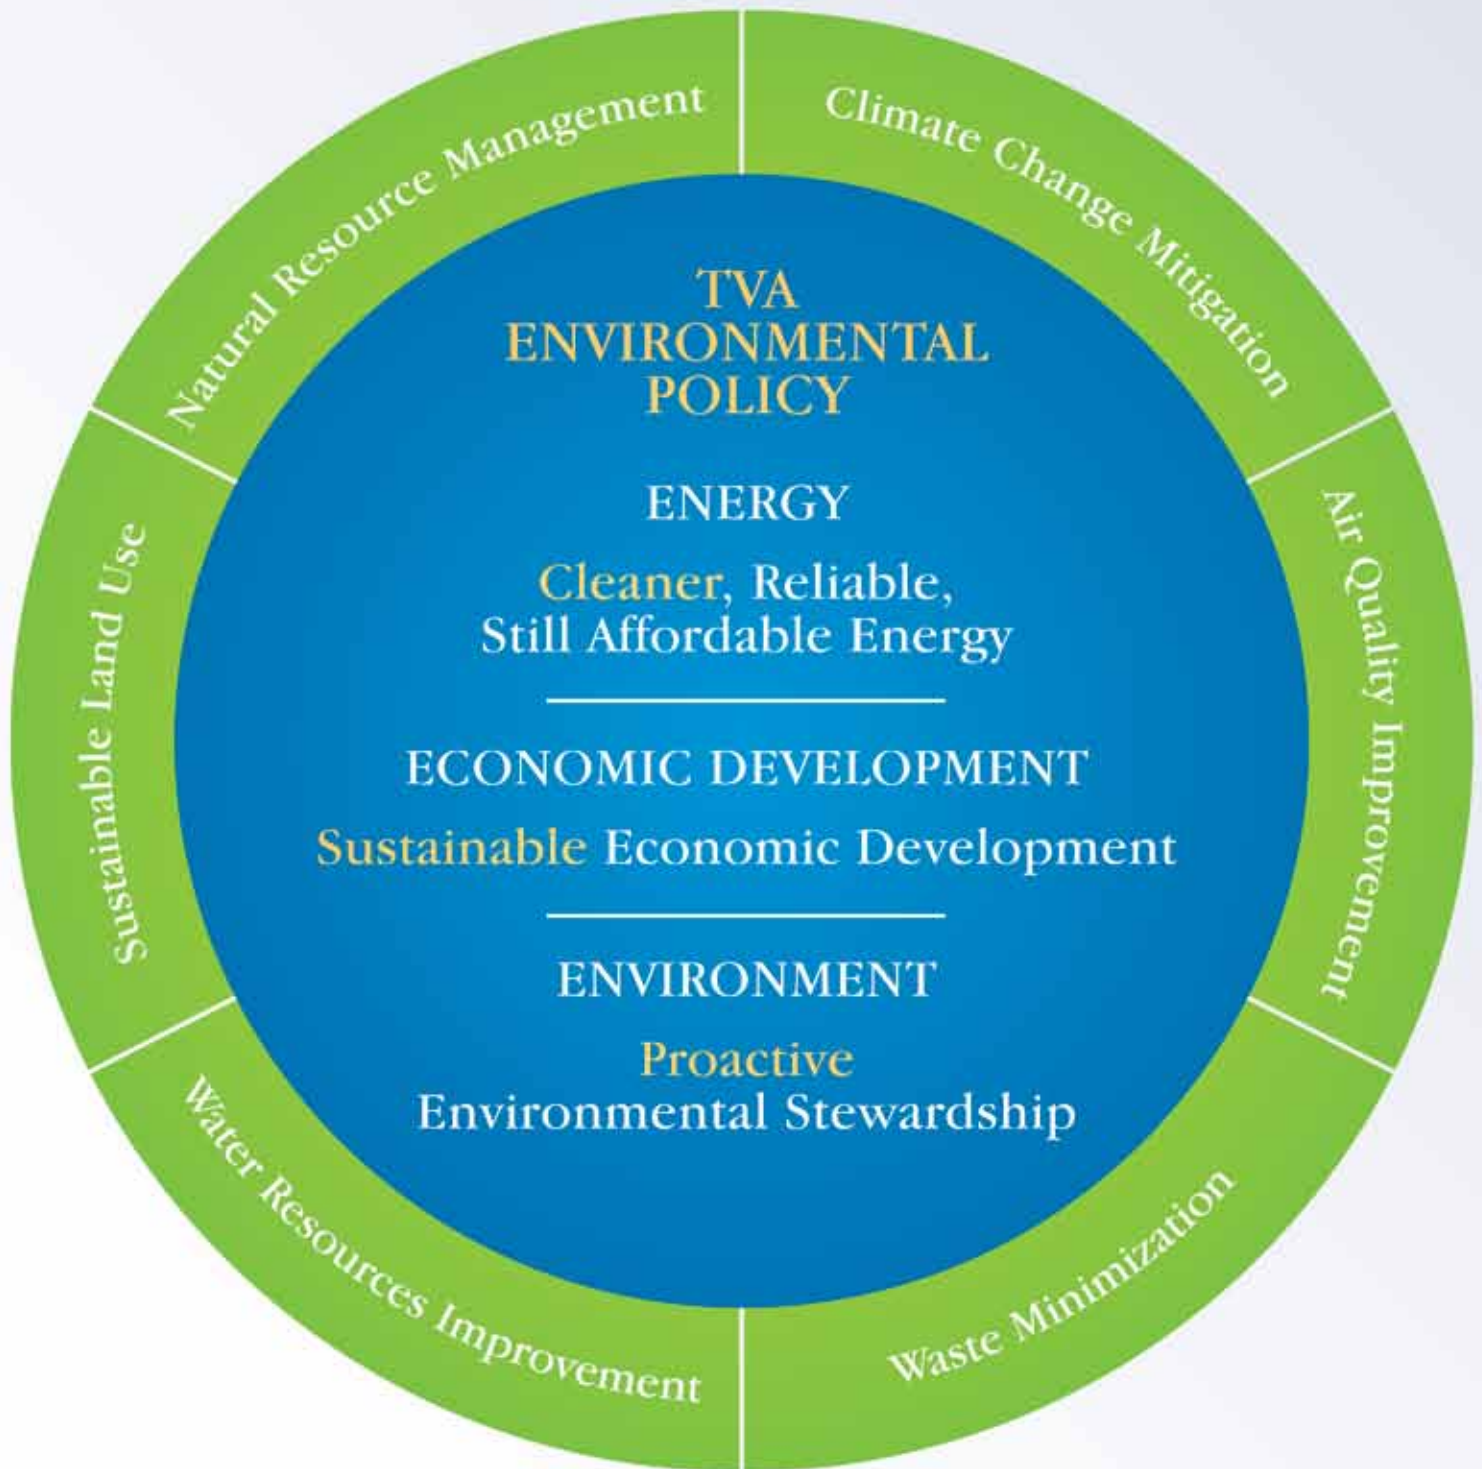 Natural Resource Management
Climate Change Mitigation
Air Quality Improvement
Waste Minimization
Water Resources Improvement
Sustainable Land Use
TVA
ENVIRONMENTAL
POLICY
ENERGY
Cleaner, Reliable,
Still Affordable Energy
ECONOMIC DEVELOPMENT
Sustainable Economic Development
ENVIRONMENT
Proactive
Environmental Stewardship